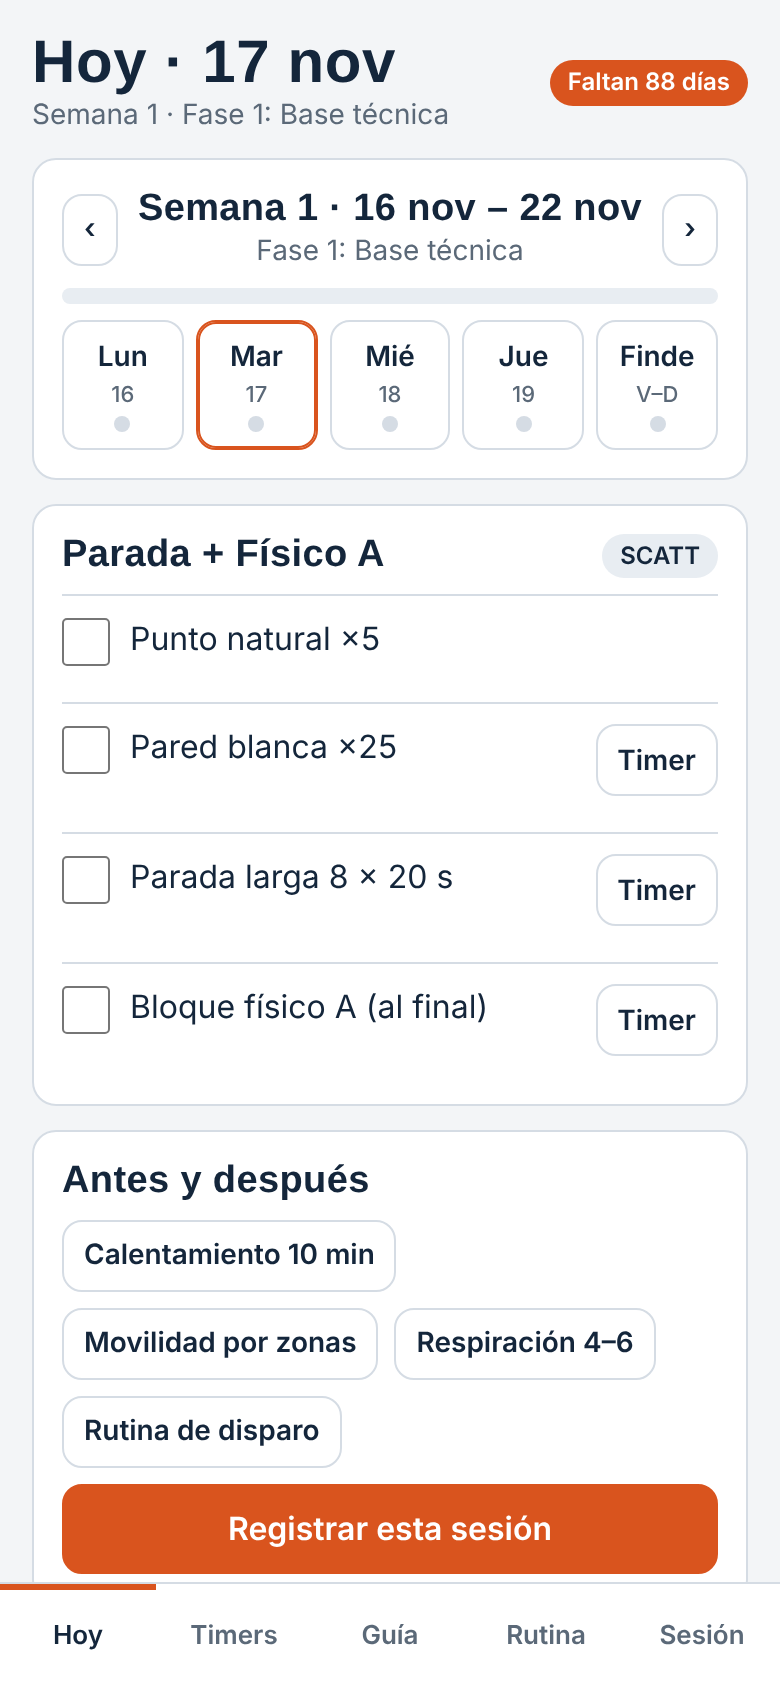 Hoy · 17 nov
Faltan 88 días
Semana 1 · Fase 1: Base técnica
‹
Semana 1 · 16 nov – 22 nov
›
Fase 1: Base técnica
Lun
Mar
Mié
Jue
Finde
16
17
18
19
V–D
Parada + Físico A
SCATT
Punto natural ×5
Pared blanca ×25
Timer
Parada larga 8 × 20 s
Timer
Bloque físico A (al final)
Timer
Antes y después
Calentamiento 10 min
Movilidad por zonas
Respiración 4–6
Rutina de disparo
Registrar esta sesión
Hoy
Timers
Guía
Rutina
Sesión